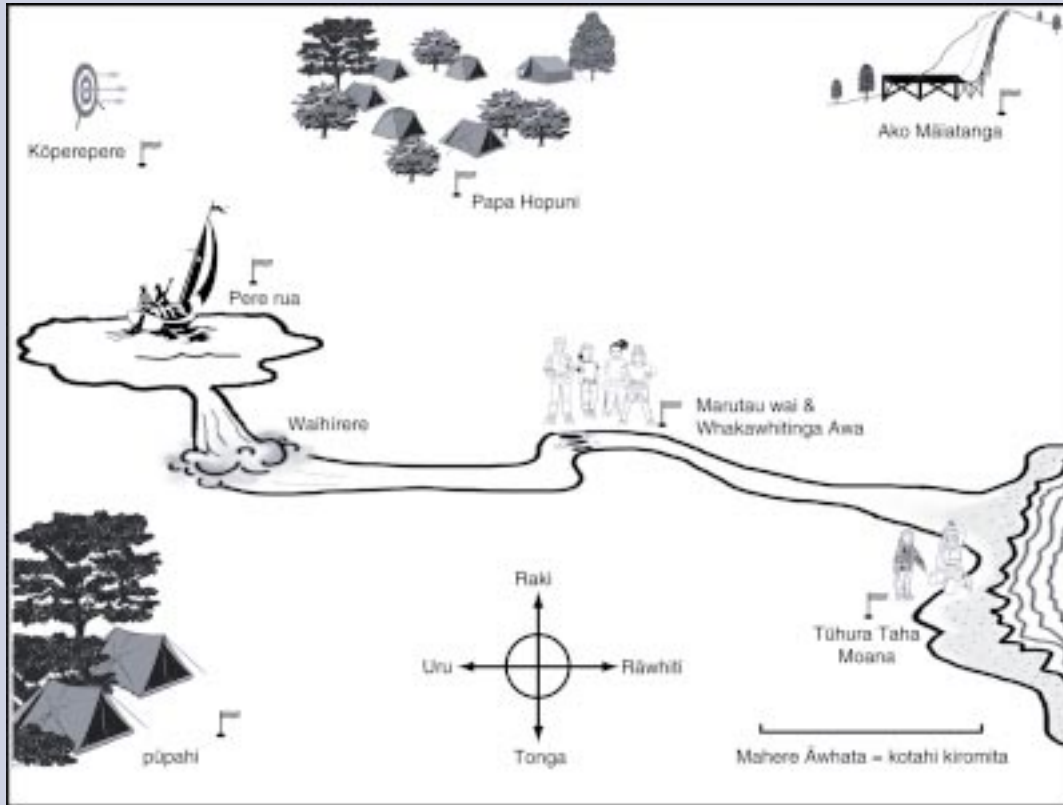 Kōperepere
Papa Hopuni
Ako Māiatanga
Pere rua
Waihirere
Marutau wai &
Whakawhitinga Awa
Raki
Uru
Rāwhiti
Tonga
Tūhura Taha
Moana
pūpahi
Mahere Āwhata = kotahi kiromita